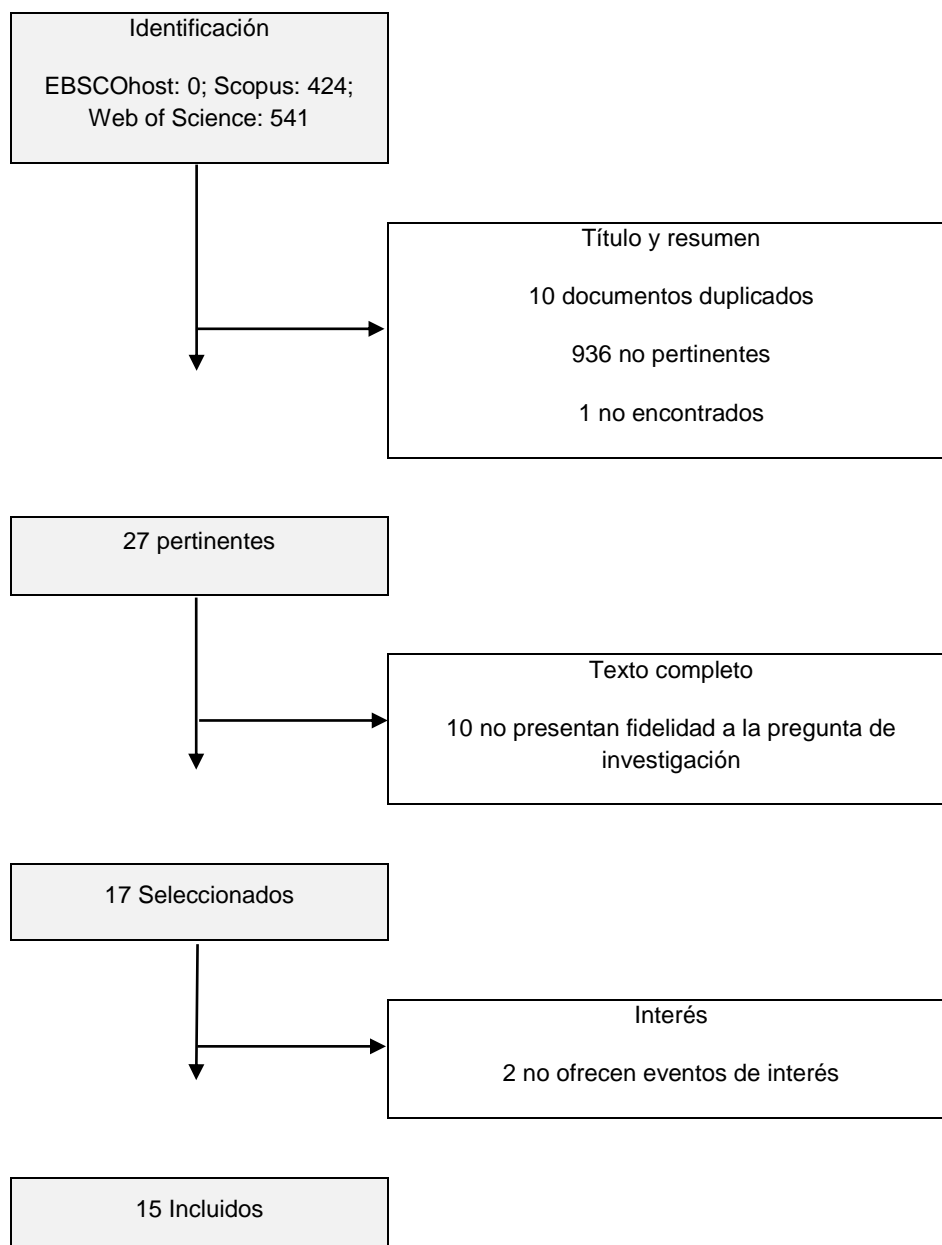 Identificación
EBSCOhost: 0; Scopus: 424;
Web of Science: 541
Título y resumen
10 documentos duplicados
936 no pertinentes
1 no encontrados
27 pertinentes
Texto completo
10 no presentan fidelidad a la pregunta de
investigación
17 Seleccionados
Interés
2 no ofrecen eventos de interés
15 Incluidos